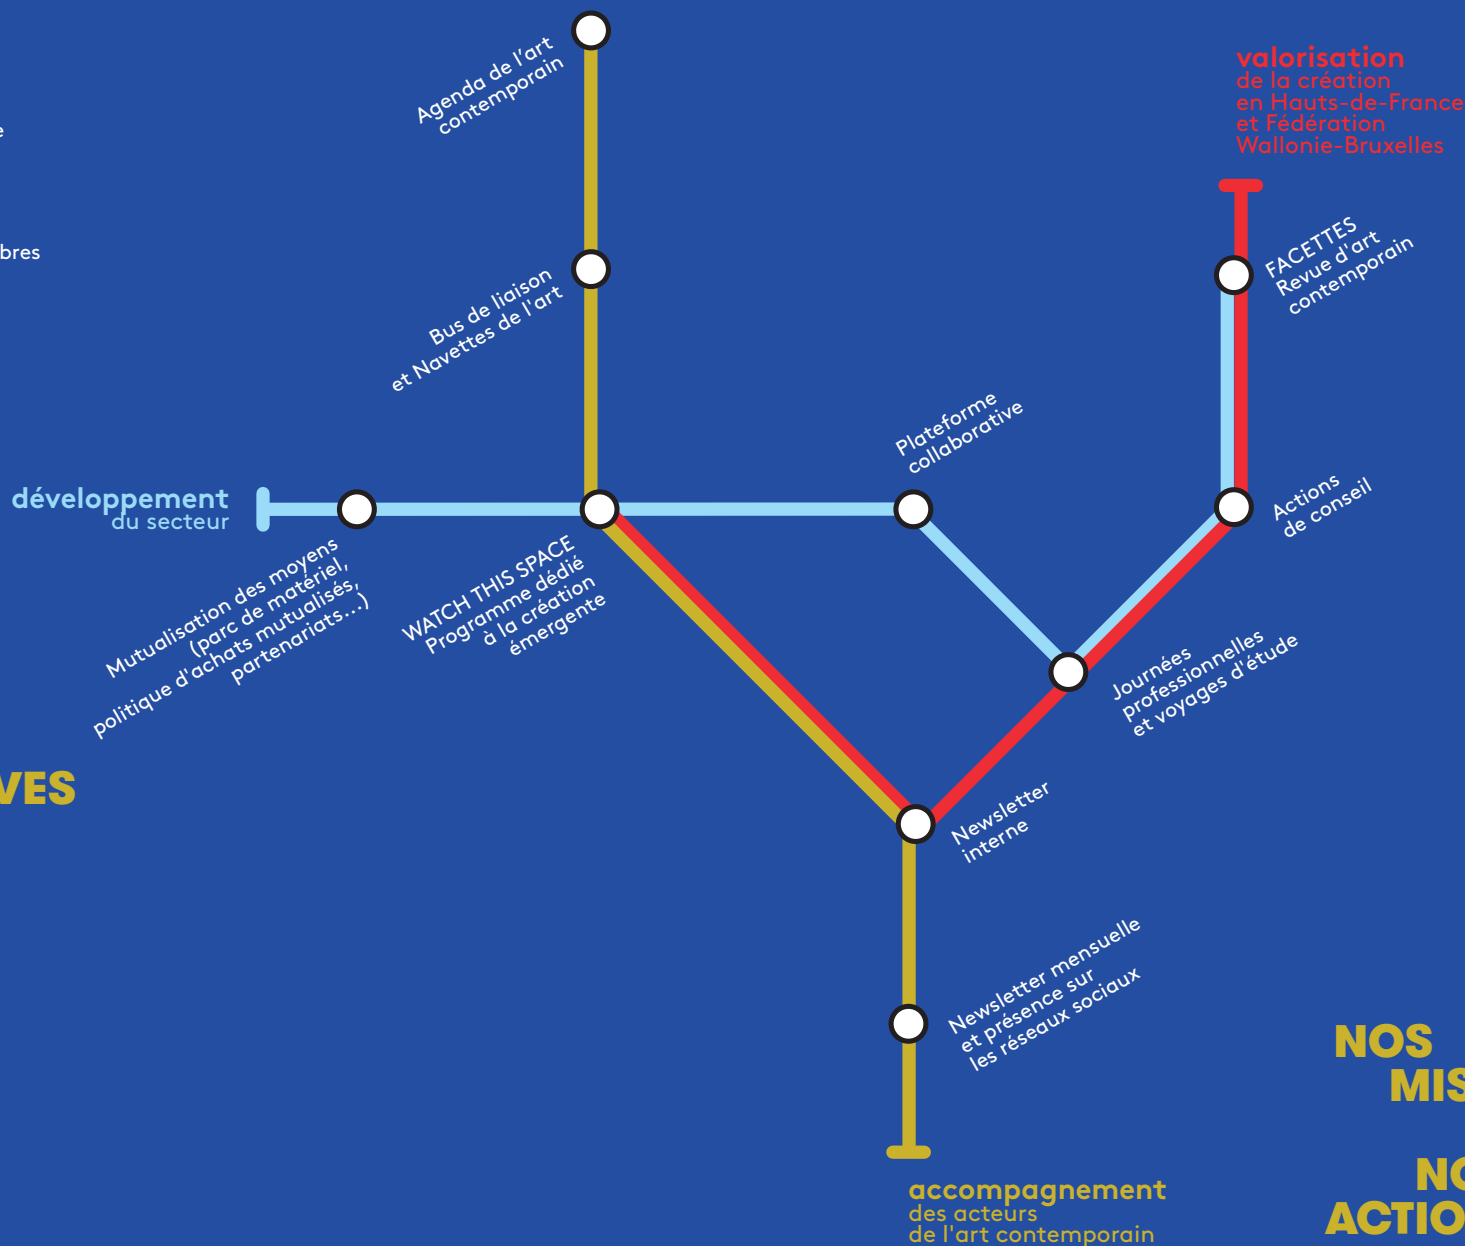 Agenda de l'art
contemporain
valorisation
de la création
en Hauts-de-France
et Fédération
Wallonie-Bruxelles
bres
FACETTES
Revue d'art
contemporain
Bus de liaison
et Navettes de l'art
Plateforme
collaborative
développement
du secteur
Actions
de conseil
Mutualisation des moyens
(parc de matériel,
politique d'achats mutualisés,
partenariats...)
WATCH THIS SPACE
Programme dédié
à la création
émergente
Journées
professionnelles
et voyages d'étude
VES
Newsletter
interne
Newsletter mensuelle
et présence sur
les réseaux sociaux
NOS
MIS
NO
ACTIO
accompagnement
des acteurs
de l'art contemporain